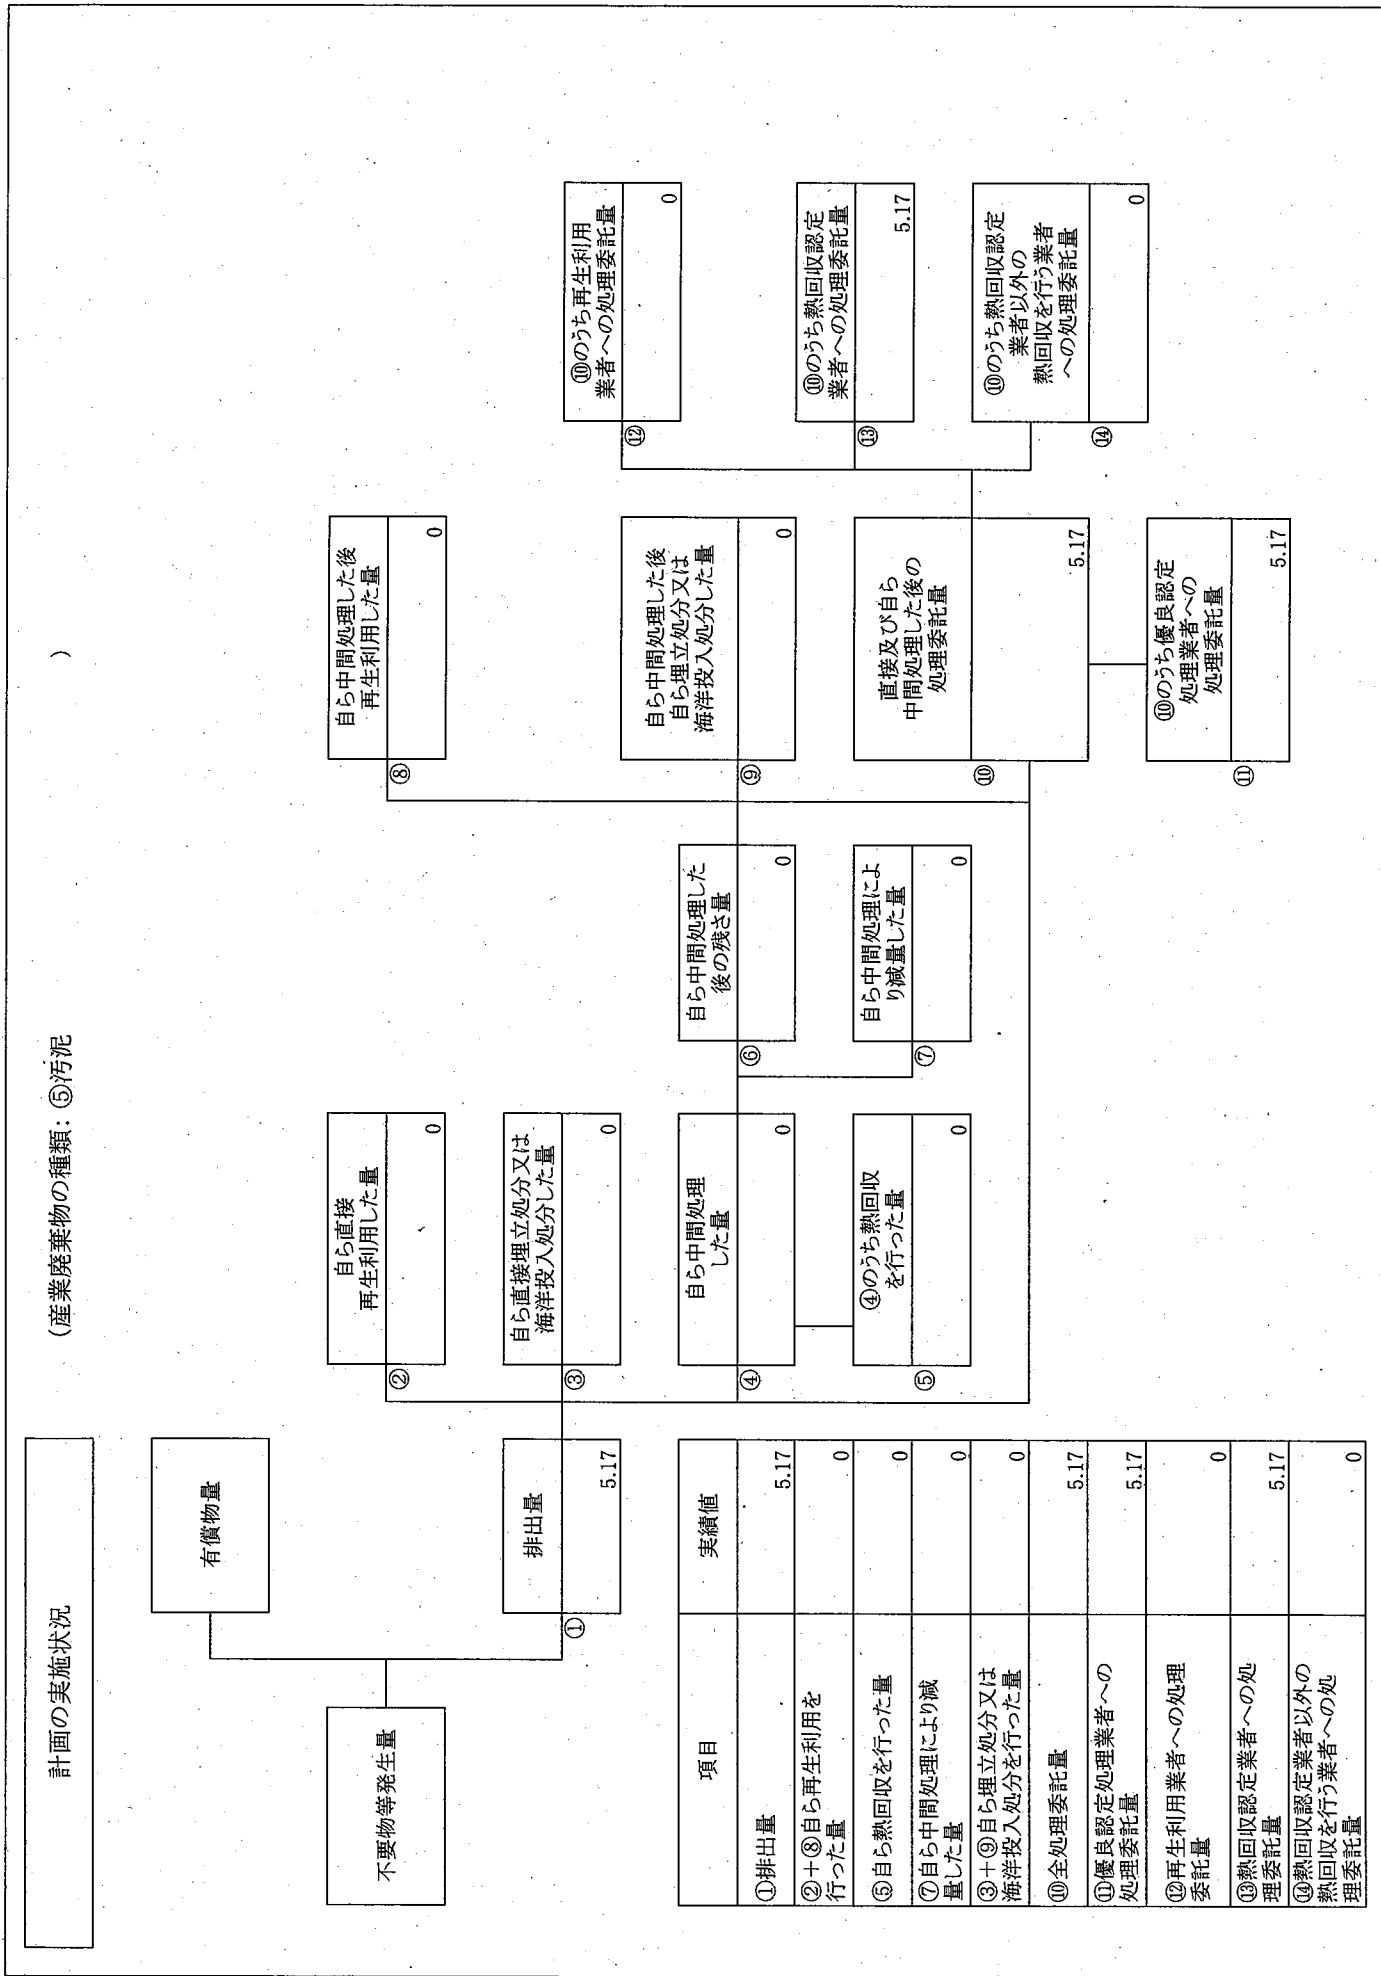 計画の実施状況
(産業廃棄物の種類：⑤汚泥
)
有償物量
不要物等発生量
排出量
①
5.17
自ら直接
再生利用した量
②
0
自ら直接埋立処分又は
海洋投入処分した量
③
0
自ら中間処理
した量
④
0
④のうち熱回収
を行った量
⑤
0
自ら中間処理した
後の残さ量
⑥
0
自ら中間処理によ
り減量した量
⑦
0
自ら中間処理した後
再生利用した量
⑧
0
自ら中間処理した後
自ら埋立処分又は
海洋投入処分した量
⑨
0
直接及び自ら
中間処理した後の
処理委託量
⑩
5.17
⑩のうち優良認定
処理業者への
処理委託量
⑪
5.17
⑩のうち再生利用
業者への処理委託量
⑫
0
⑩のうち熱回収認定
業者への処理委託量
⑬
5.17
⑩のうち熱回収認定
業者以外の
熱回収を行う業者
への処理委託量
⑭
0
項目 実績値
①排出量 5.17
②＋⑧自ら再生利用を
行った量 0
⑤自ら熱回収を行った量 0
⑦自ら中間処理により減
量した量 0
③＋⑨自ら埋立処分又は
海洋投入処分を行った量 0
⑩全処理委託量 5.17
⑪優良認定処理業者への
処理委託量 5.17
⑫再生利用業者への処理
委託量 0
⑬熱回収認定業者への処
理委託量 5.17
⑭熱回収認定業者以外の
熱回収を行う業者への処
理委託量 0